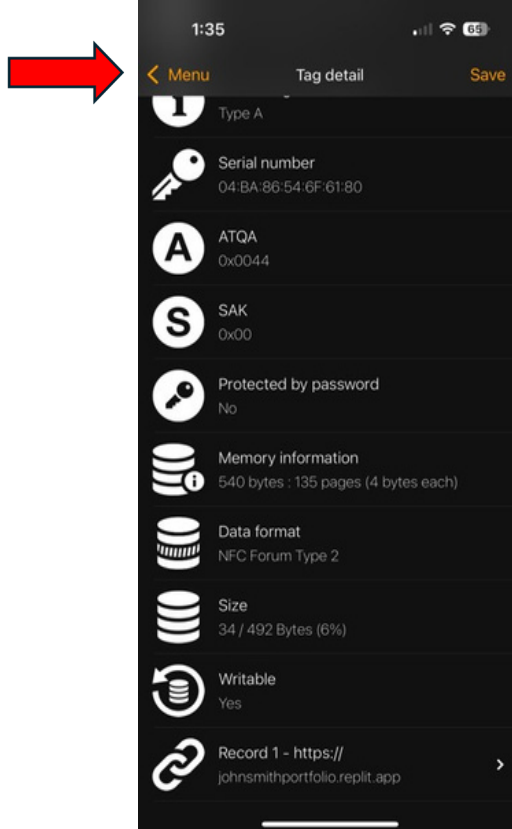 1:35
65
Menu Tag detail Save
Type A
Serial number
04:BA:86:54:6F:61:80
A
ATQA
0x0044
S
SAK
0x00
Protected by password
No
Memory information
540 bytes : 135 pages (4 bytes each)
Data format
NFC Forum Type 2
Size
34 / 492 Bytes (6%)
Writable
Yes
Record 1 - https://
johnsmithportfolio.replit.app